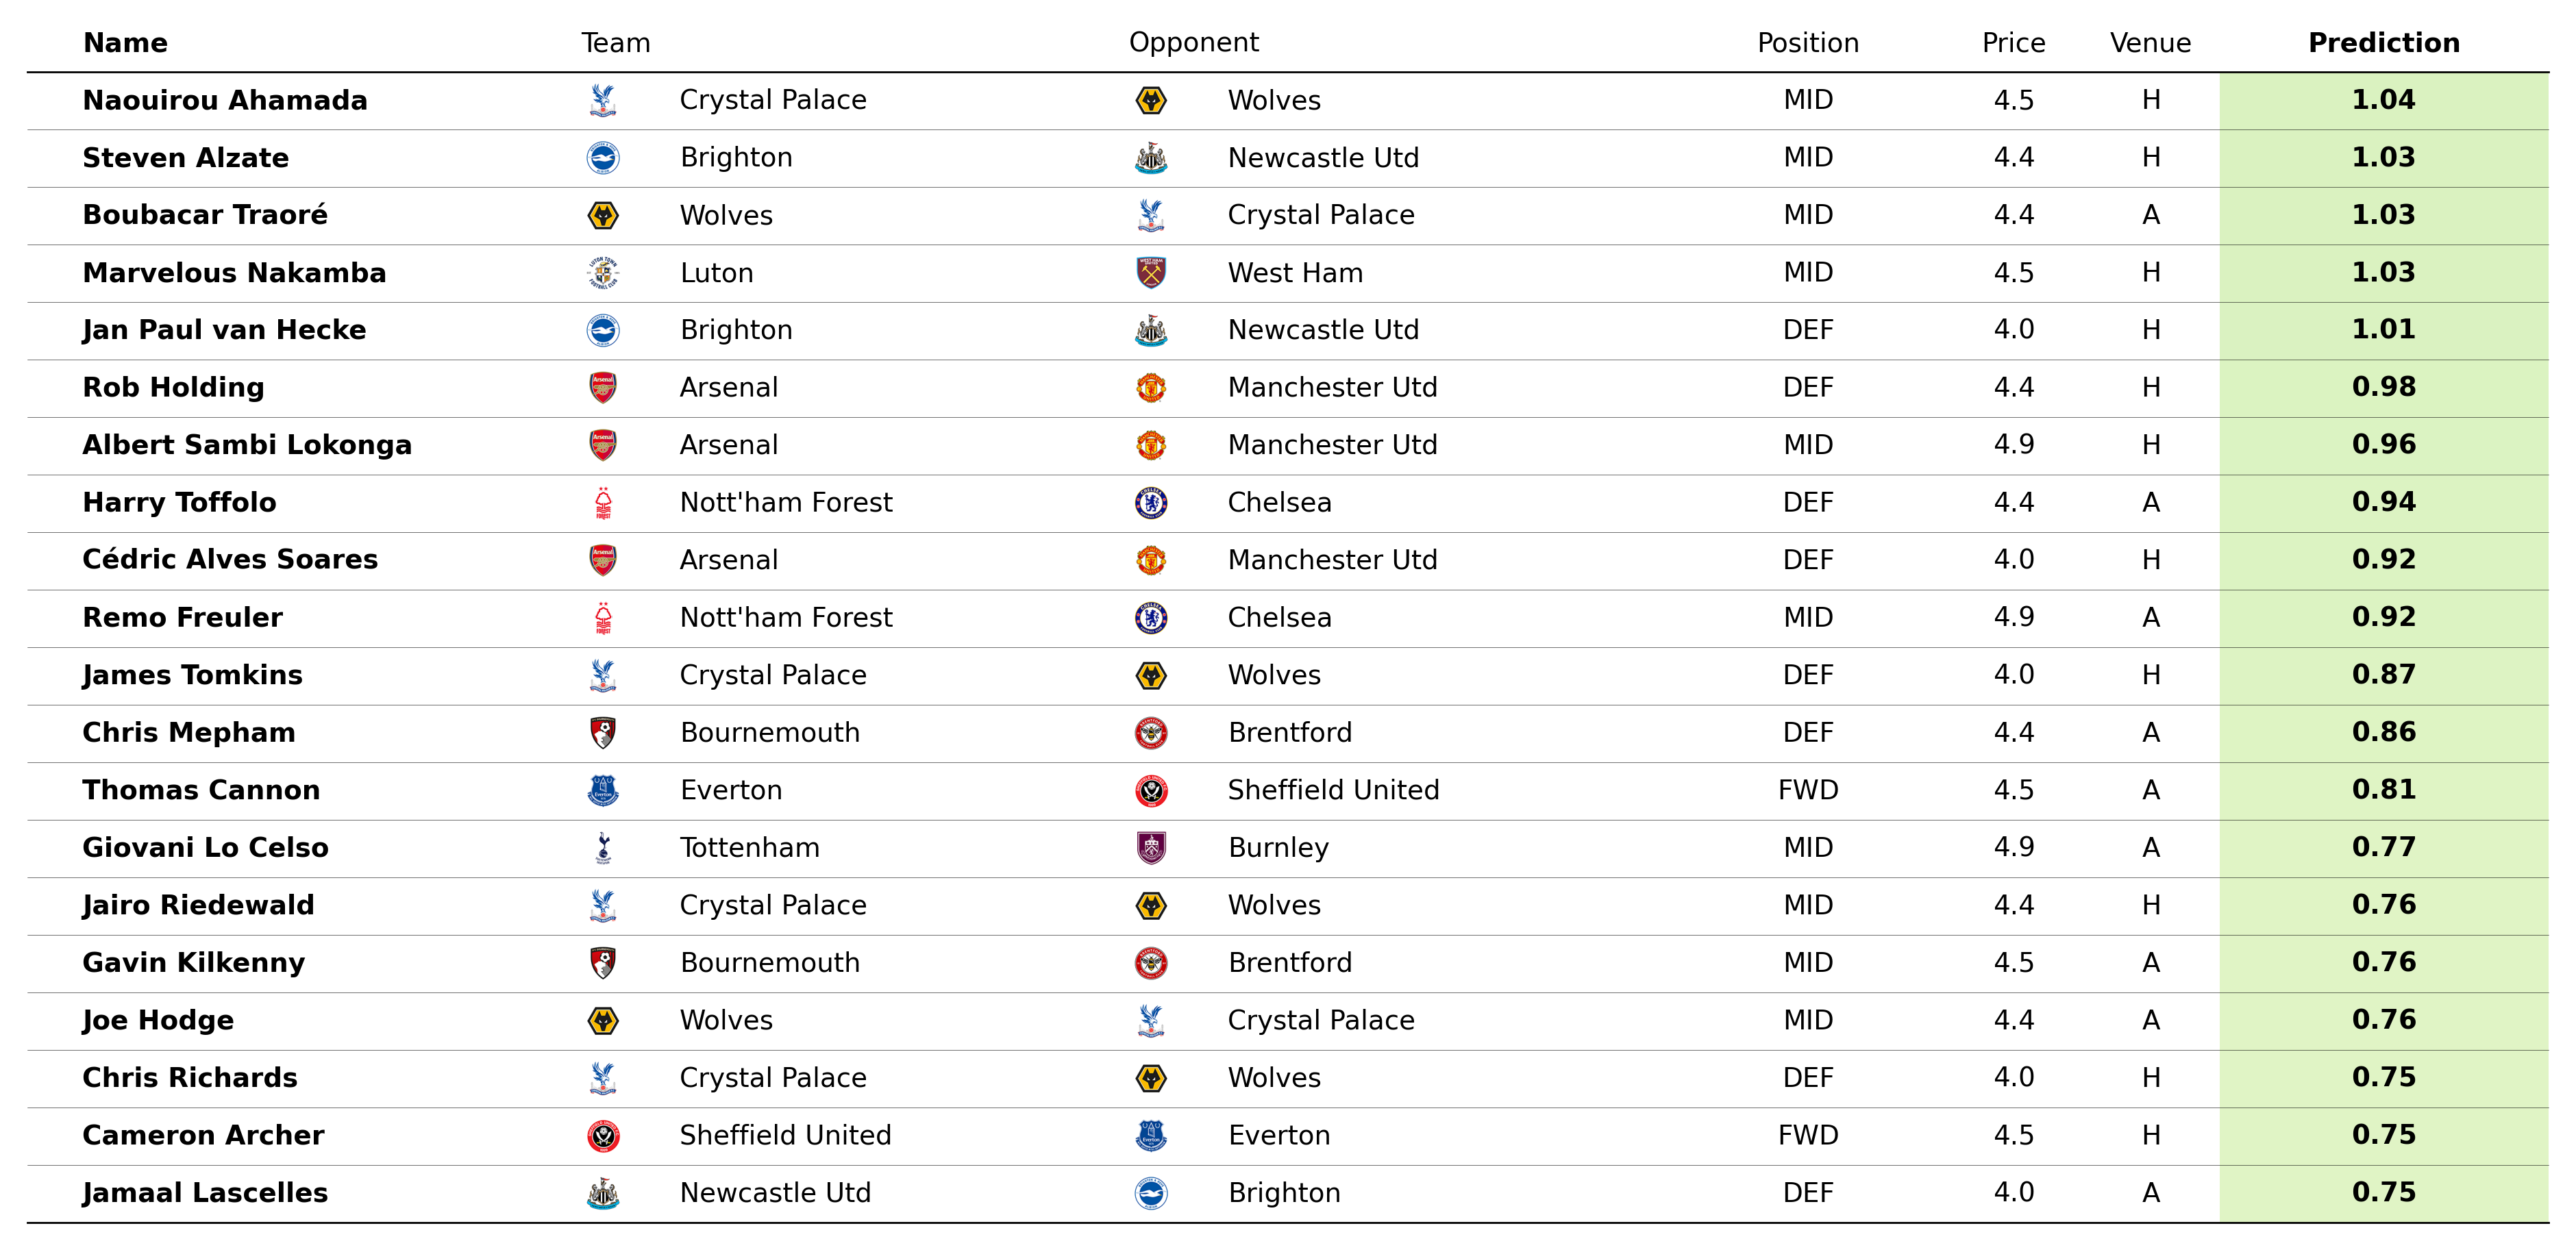 Name Team Opponent Position Price Venue Prediction
Naouirou Ahamada Crystal Palace Wolves MID 4.5 H 1.04
Steven Alzate Brighton Newcastle Utd MID 4.4 H 1.03
Boubacar Traoré Wolves Crystal Palace MID 4.4 A 1.03
Marvelous Nakamba Luton West Ham MID 4.5 H 1.03
Jan Paul van Hecke Brighton Newcastle Utd DEF 4.0 H 1.01
Rob Holding Arsenal Manchester Utd DEF 4.4 H 0.98
Albert Sambi Lokonga Arsenal Manchester Utd MID 4.9 H 0.96
Harry Toffolo Nott'ham Forest Chelsea DEF 4.4 A 0.94
Cédric Alves Soares Arsenal Manchester Utd DEF 4.0 H 0.92
Remo Freuler Nott'ham Forest Chelsea MID 4.9 A 0.92
James Tomkins Crystal Palace Wolves DEF 4.0 H 0.87
Chris Mepham Bournemouth Brentford DEF 4.4 A 0.86
Thomas Cannon Everton Sheffield United FWD 4.5 A 0.81
Giovani Lo Celso Tottenham Burnley MID 4.9 A 0.77
Jairo Riedewald Crystal Palace Wolves MID 4.4 H 0.76
Gavin Kilkenny Bournemouth Brentford MID 4.5 A 0.76
Joe Hodge Wolves Crystal Palace MID 4.4 A 0.76
Chris Richards Crystal Palace Wolves DEF 4.0 H 0.75
Cameron Archer Sheffield United Everton FWD 4.5 H 0.75
Jamaal Lascelles Newcastle Utd Brighton DEF 4.0 A 0.75